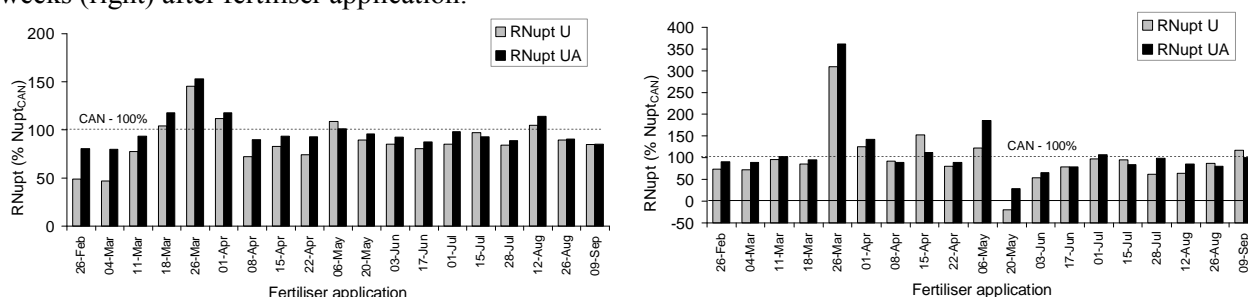 weeks (right) after fertiliser application.
200
150
100
50
0
RNupt (% Nupt_CAN)
CAN - 100%
RNupt U
RNupt UA
26-Feb
04-Mar
11-Mar
18-Mar
26-Mar
01-Apr
08-Apr
15-Apr
22-Apr
06-May
20-May
03-Jun
17-Jun
01-Jul
15-Jul
28-Jul
12-Aug
26-Aug
09-Sep
Fertiliser application
400
350
300
250
200
150
100
50
0
-50
RNupt (% Nupt_CAN)
CAN - 100%
RNupt U
RNupt UA
26-Feb
04-Mar
11-Mar
18-Mar
26-Mar
01-Apr
08-Apr
15-Apr
22-Apr
06-May
20-May
03-Jun
17-Jun
01-Jul
15-Jul
28-Jul
12-Aug
26-Aug
09-Sep
Fertiliser application